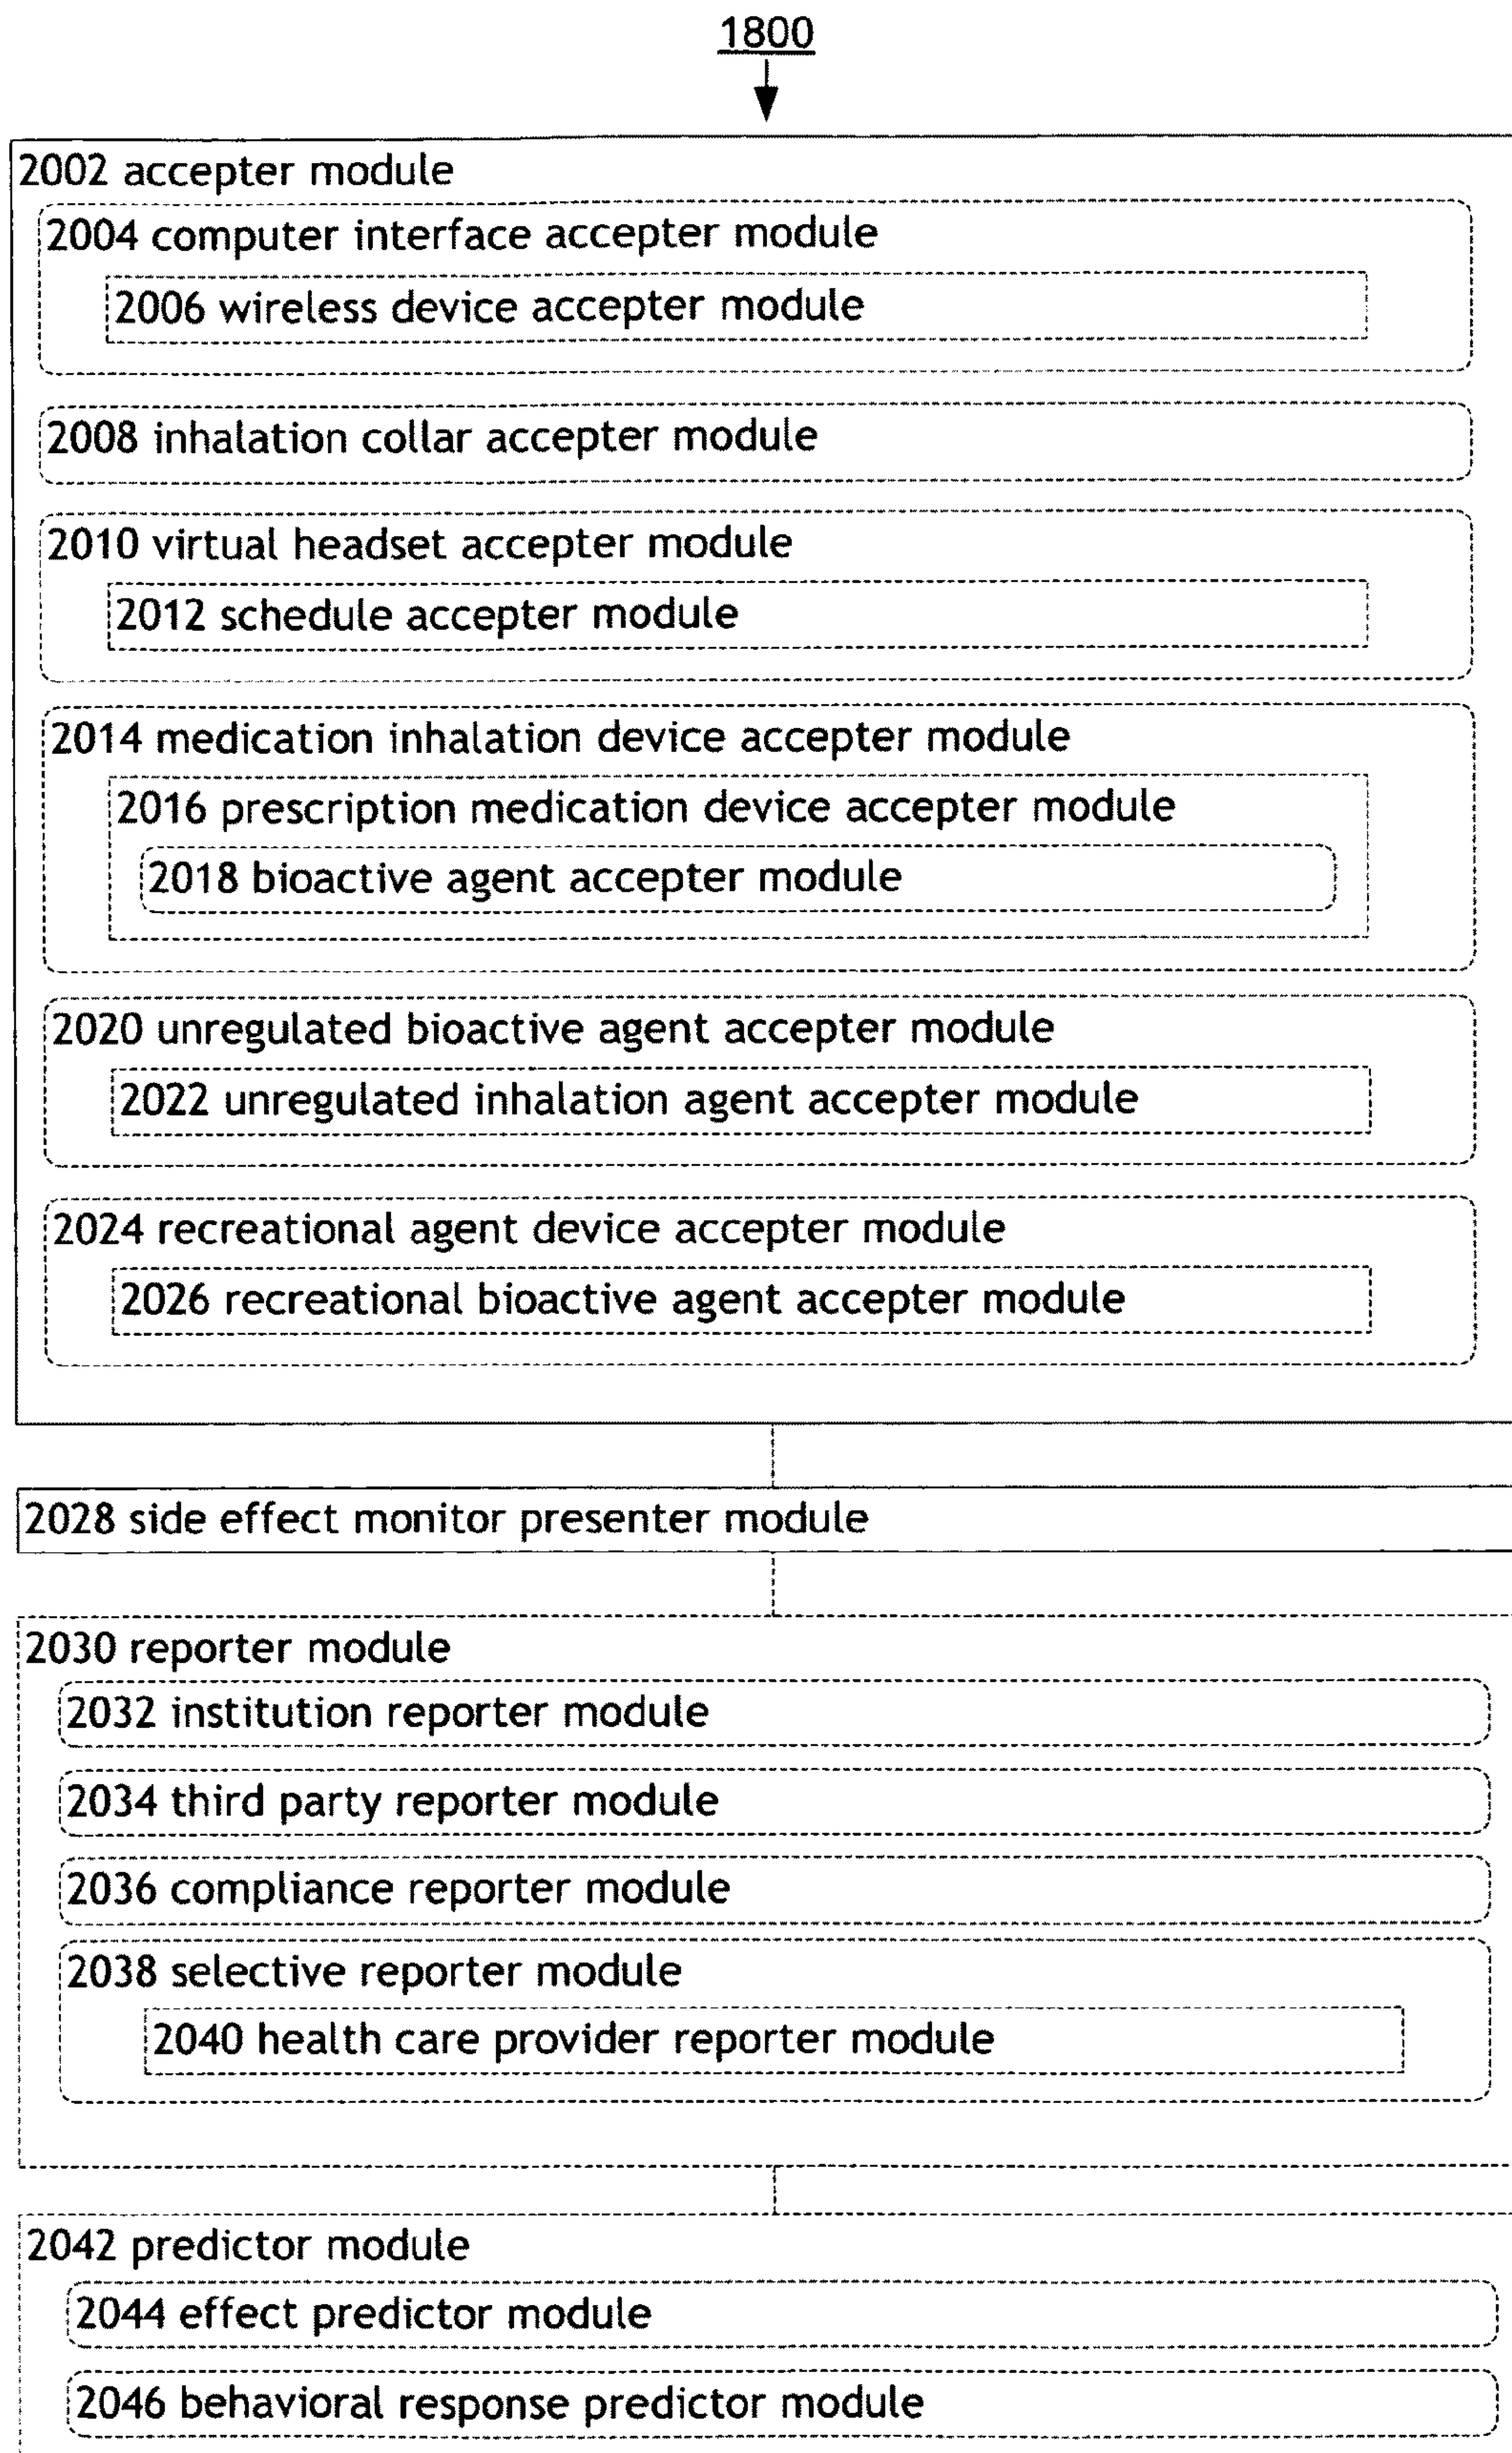 1800
2002 accepter module
2004 computer interface accepter module
2006 wireless device accepter module
2008 inhalation collar accepter module
2010 virtual headset accepter module
2012 schedule accepter module
2014 medication inhalation device accepter module
2016 prescription medication device accepter module
2018 bioactive agent accepter module
2020 unregulated bioactive agent accepter module
2022 unregulated inhalation agent accepter module
2024 recreational agent device accepter module
2026 recreational bioactive agent accepter module
2028 side effect monitor presenter module
2030 reporter module
2032 institution reporter module
2034 third party reporter module
2036 compliance reporter module
2038 selective reporter module
2040 health care provider reporter module
2042 predictor module
2044 effect predictor module
2046 behavioral response predictor module